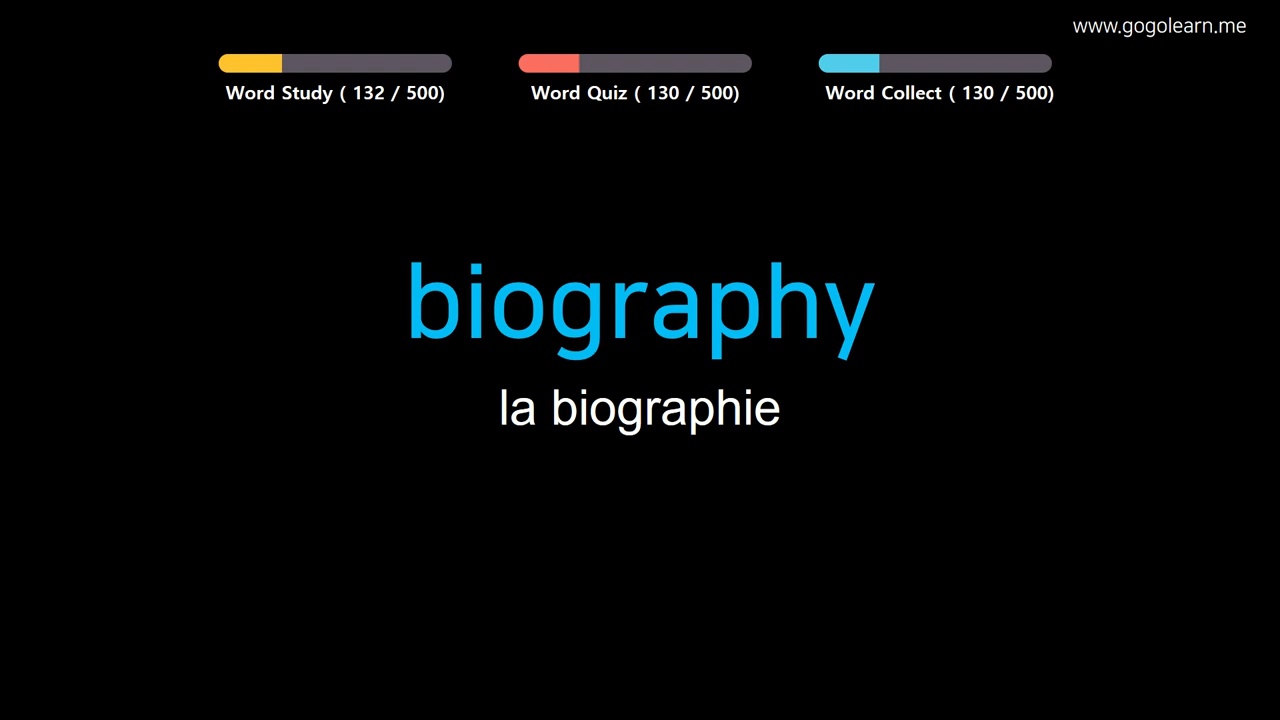 www.gogolearn.me
Word Study ( 132 / 500)
Word Quiz ( 130 / 500)
Word Collect ( 130 / 500)
biography
la biographie